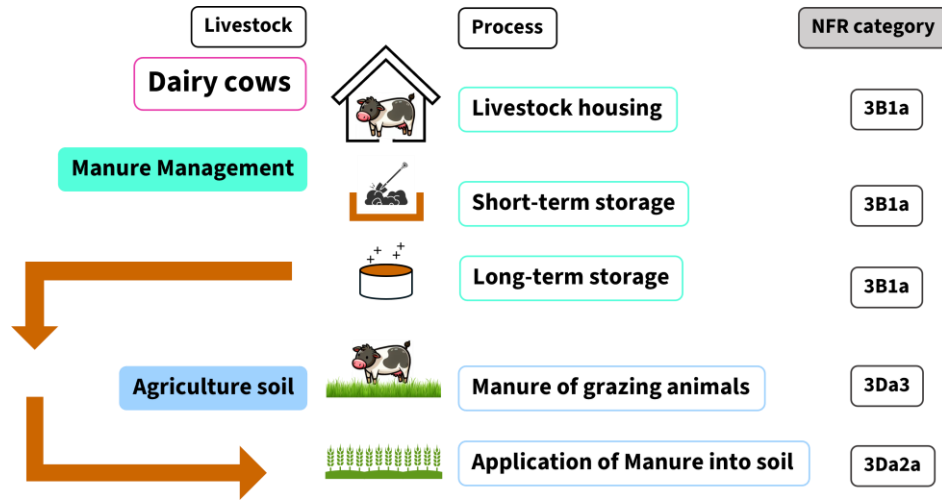 Livestock
Process
NFR category
Dairy cows
Livestock housing
3B1a
Manure Management
Short-term storage
3B1a
Long-term storage
3B1a
Agriculture soil
Manure of grazing animals
3Da3
Application of Manure into soil
3Da2a